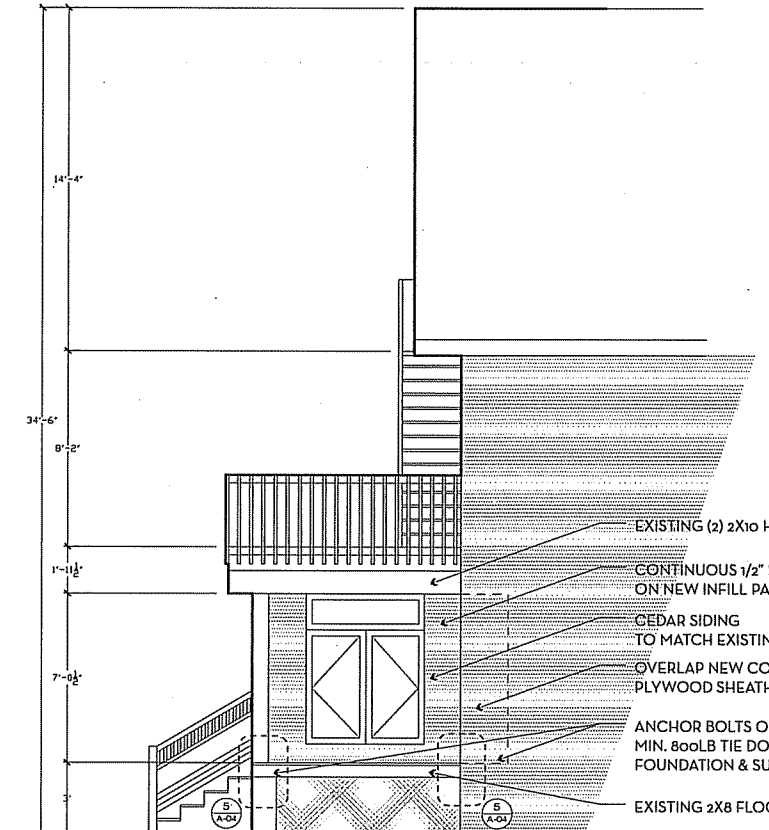 14'-4"
34'-6"
8'-2"
EXISTING (2) 2X10 H
CONTINUOUS 1/2"
ON NEW INFILL PA
1'-11½"
CEDAR SIDING
TO MATCH EXISTIN
OVERLAP NEW CO
PLYWOOD SHEATH
7'-0½"
ANCHOR BOLTS O
MIN. 800LB TIE DO
FOUNDATION & SU
EXISTING 2X8 FLOO
5
A-04
5
A-04